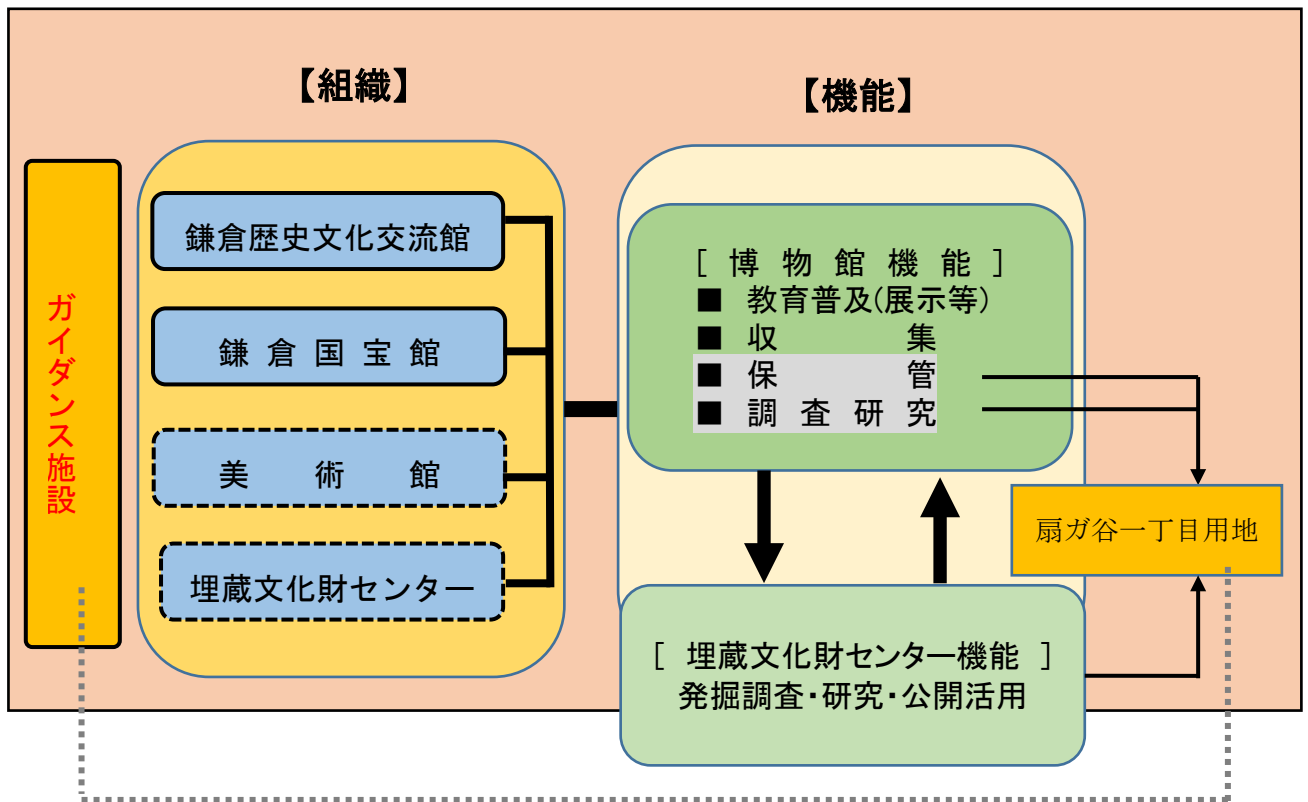 【組織】
【機能】
ガイダンス施設
鎌倉歴史文化交流館
鎌倉国宝館
美術館
埋蔵文化財センター
[ 博物館機能 ]
■ 教育普及(展示等)
■ 収集
■ 保管
■ 調査研究
扇ガ谷一丁目用地
[ 埋蔵文化財センター機能 ]
発掘調査・研究・公開活用